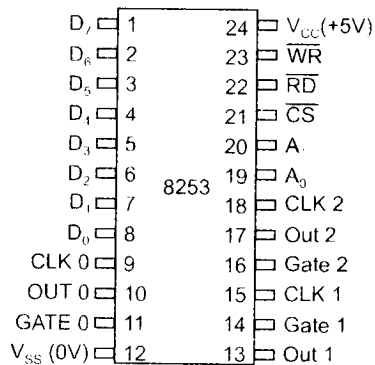 D7 1 24 VCC(+5V)
D6 2 23 WR
D5 3 22 RD
D4 4 21 CS
D3 5 20 A
D2 6 19 A0
8253
D1 7 18 CLK 2
D0 8 17 Out 2
CLK 0 9 16 Gate 2
OUT 0 10 15 CLK 1
GATE 0 11 14 Gate 1
VSS (0V) 12 13 Out 1